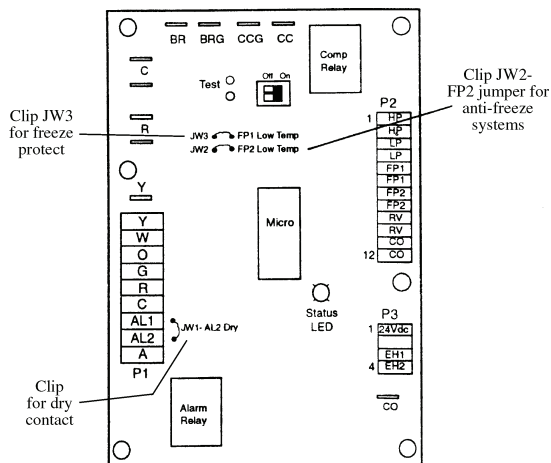 BR BRG CCG CC
Comp
Relay
C
Test
Off On
R
JW3 FP1 Low Temp
JW2 FP2 Low Temp
Clip JW3
for freeze
protect
Clip JW2-
FP2 jumper for
anti-freeze
systems
P2
1 HP
HP
LP
LP
FP1
FP1
FP2
FP2
RV
RV
CO
12 CO
Y
Y
W
O
G
R
C
AL1
AL2
A
P1
JW1- AL2 Dry
Micro
Status
LED
P3
1 24Vdc
EH1
4 EH2
CO
Clip
for dry
contact
Alarm
Relay